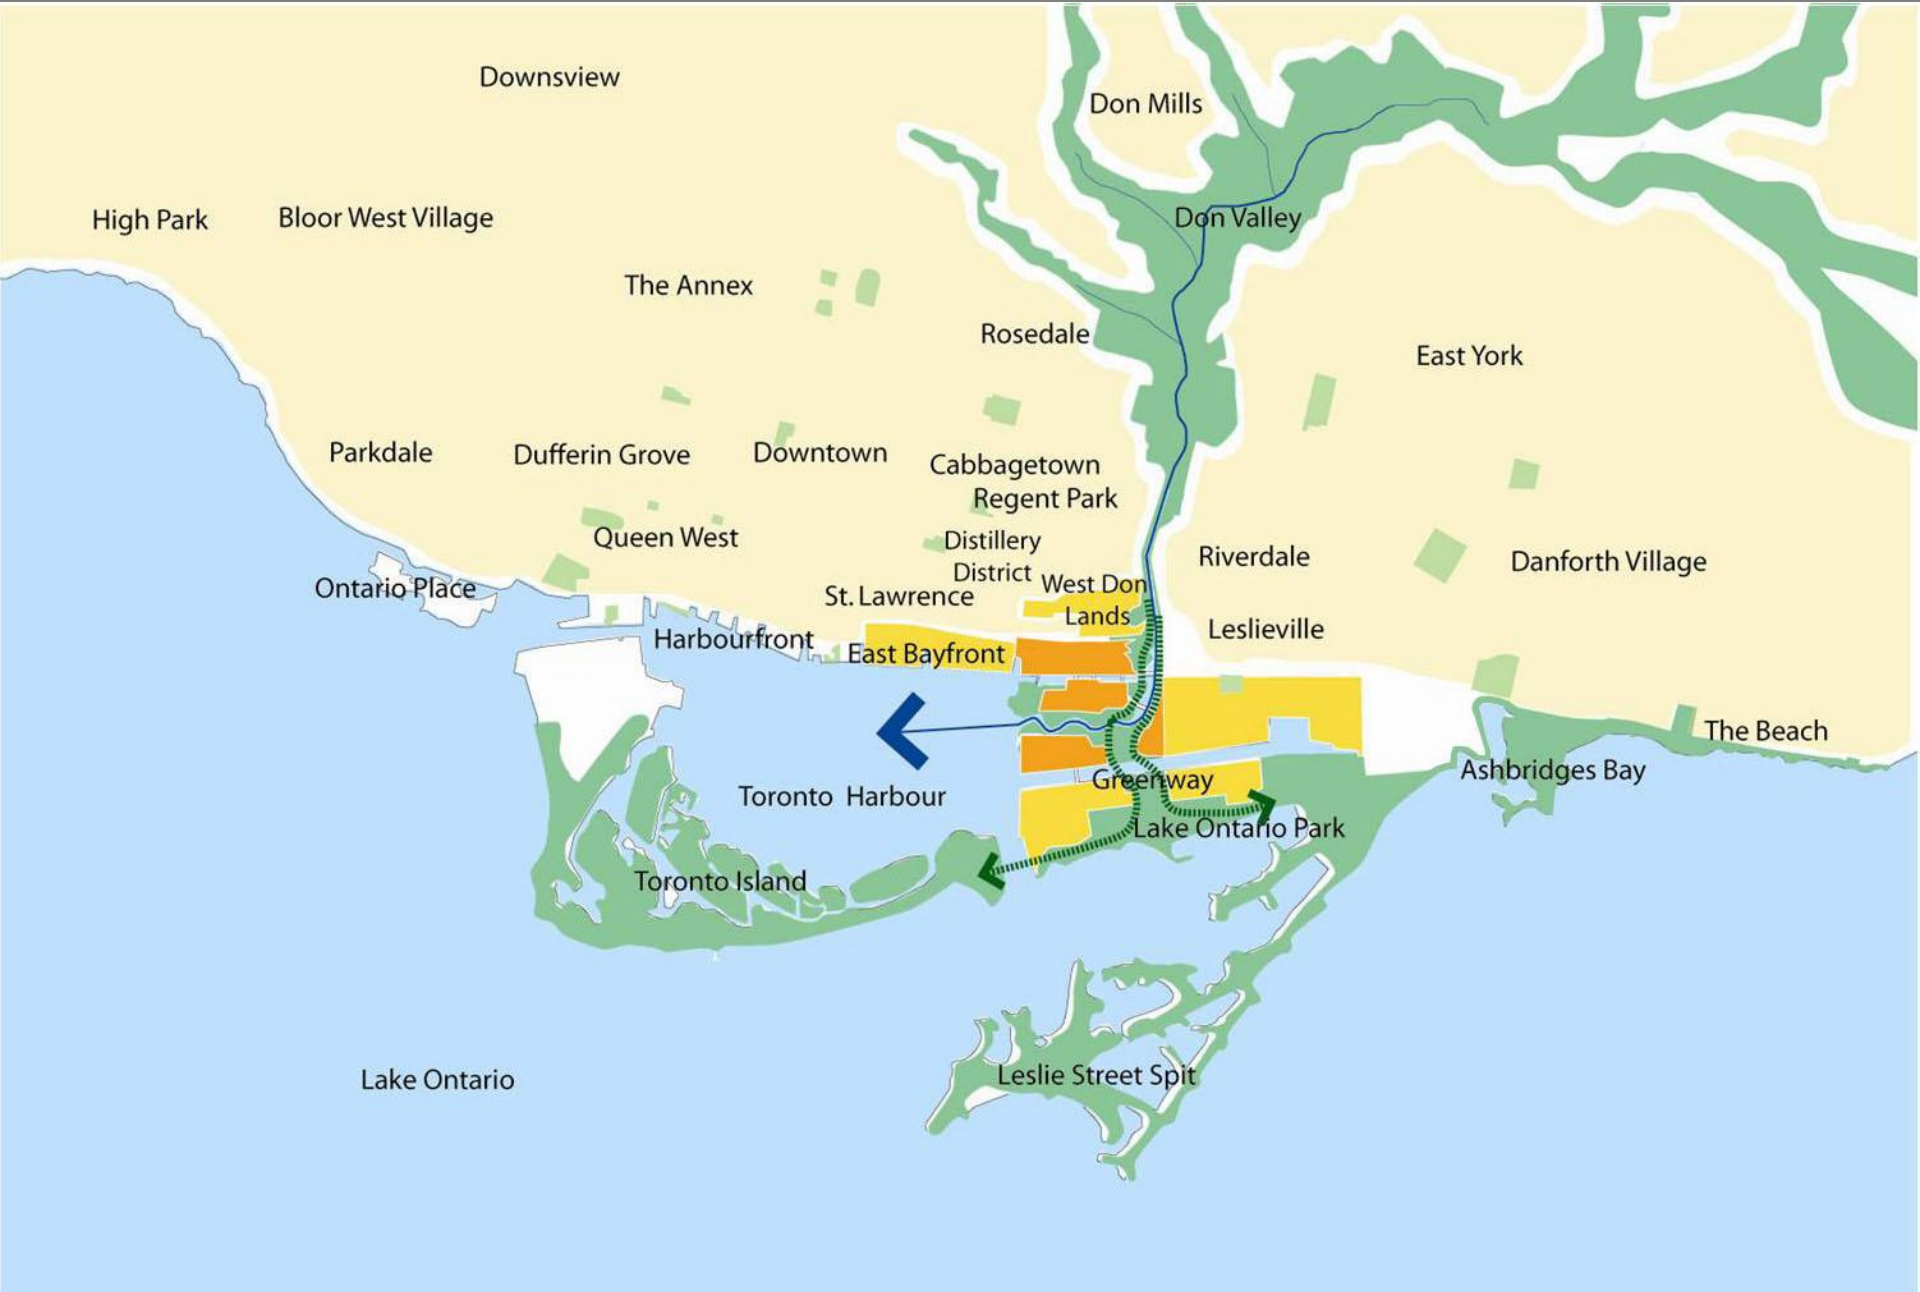 Downsview
Don Mills
High Park
Bloor West Village
Don Valley
The Annex
Rosedale
East York
Parkdale
Dufferin Grove
Downtown
Cabbagetown
Regent Park
Queen West
Distillery
District
Riverdale
Danforth Village
Ontario Place
St. Lawrence
West Don
Lands
Leslieville
Harbourfront
East Bayfront
The Beach
Ashbridges Bay
Greenway
Toronto Harbour
Lake Ontario Park
Toronto Island
Lake Ontario
Leslie Street Spit